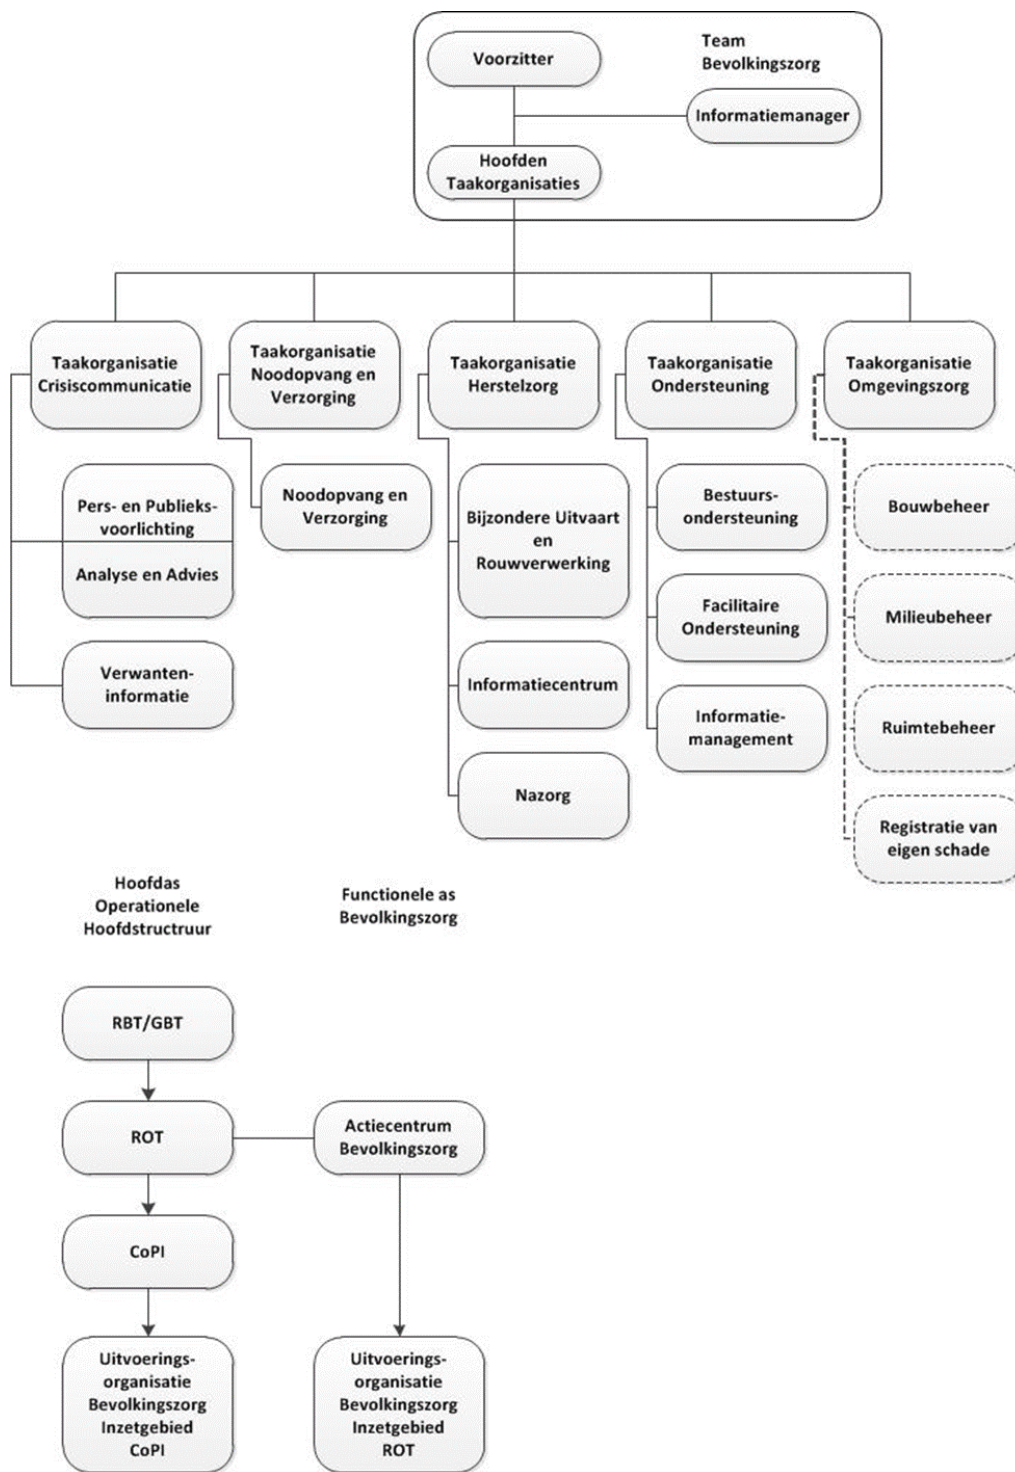 Voorzitter
Team
Bevolkingszorg
Informatiemanager
Hoofden
Taakorganisaties
Taakorganisatie
Crisiscommunicatie
Taakorganisatie
Noodopvang en
Verzorging
Taakorganisatie
Herstelzorg
Taakorganisatie
Ondersteuning
Taakorganisatie
Omgevingszorg
Pers- en Publieks-
voorlichting
Analyse en Advies
Verwanten-
informatie
Noodopvang en
Verzorging
Bijzondere Uitvaart
en
Rouwverwerking
Informatiecentrum
Nazorg
Bestuurs-
ondersteuning
Facilitaire
Ondersteuning
Informatie-
management
Bouwbeheer
Milieubeheer
Ruimtebeheer
Registratie van
eigen schade
Hoofdas
Operationele
Hoofdstructruur
Functionele as
Bevolkingszorg
RBT/GBT
ROT
Actiecentrum
Bevolkingszorg
CoPI
Uitvoerings-
organisatie
Bevolkingszorg
Inzetgebied
CoPI
Uitvoerings-
organisatie
Bevolkingszorg
Inzetgebied
ROT